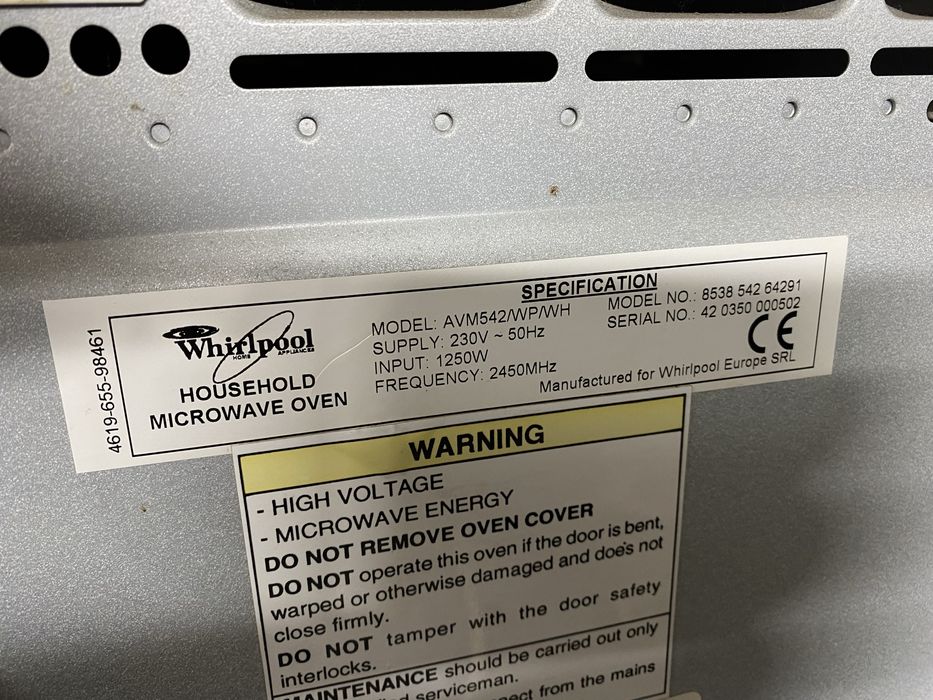 4619-655-98461
Whirlpool
HOME APPLIANCES
HOUSEHOLD
MICROWAVE OVEN
SPECIFICATION
MODEL: AVM542/WP/WH
SUPPLY: 230V ~ 50Hz
INPUT: 1250W
FREQUENCY: 2450MHz
MODEL NO.: 8538 542 64291
SERIAL NO.: 42 0350 000502
CE
Manufactured for Whirlpool Europe SRL
WARNING
- HIGH VOLTAGE
- MICROWAVE ENERGY
DO NOT REMOVE OVEN COVER
DO NOT operate this oven if the door is bent,
warped or otherwise damaged and does not
close firmly.
DO NOT tamper with the door safety
interlocks.
MAINTENANCE should be carried out only
serviceman.
from the mains